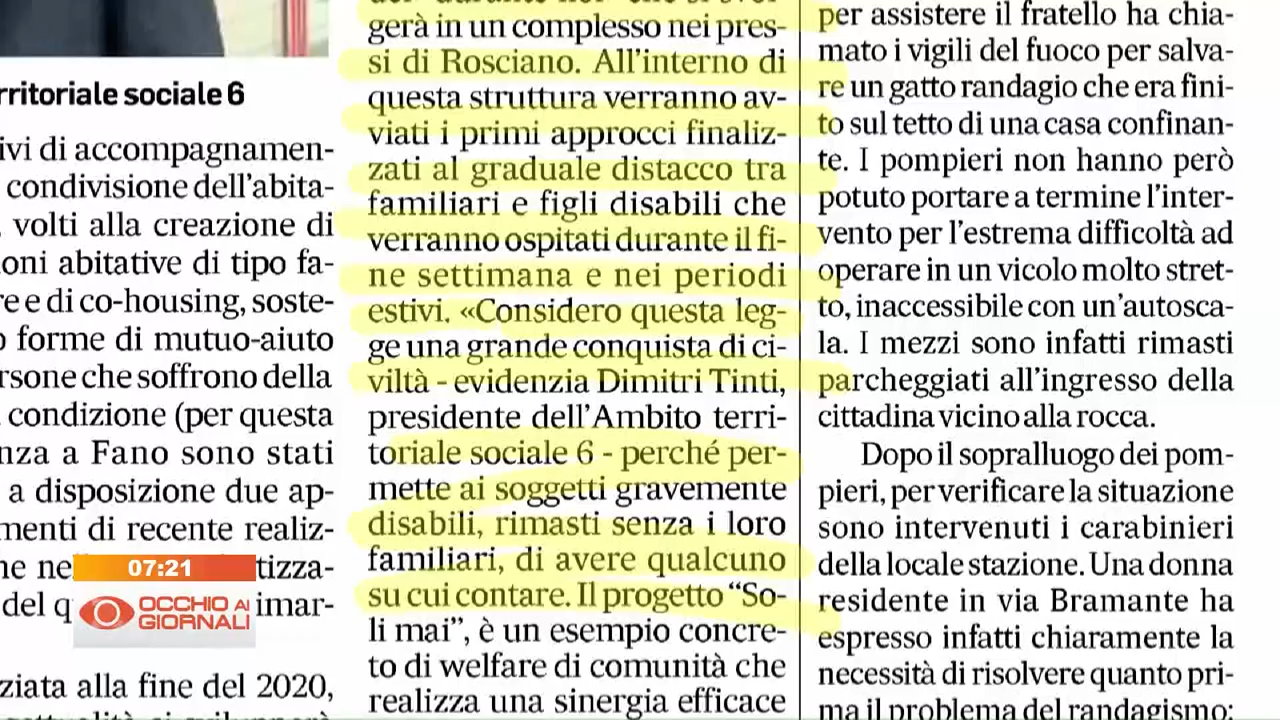 rritoriale sociale 6
ivi di accompagnamen-
condivisione dell'abita-
, volti alla creazione di
oni abitative di tipo fa-
re e di co-housing, soste-
o forme di mutuo-aiuto
rsone che soffrono della
condizione (per questa
nza a Fano sono stati
a disposizione due ap-
menti di recente realiz-
ne ne tizza-
del q imar-
ziata alla fine del 2020,
gerà in un complesso nei pres-
si di Rosciano. All'interno di
questa struttura verranno av-
viati i primi approcci finaliz-
zati al graduale distacco tra
familiari e figli disabili che
verranno ospitati durante il fi-
ne settimana e nei periodi
estivi. «Considero questa leg-
ge una grande conquista di ci-
viltà - evidenzia Dimitri Tinti,
presidente dell'Ambito terri-
toriale sociale 6 - perché per-
mette ai soggetti gravemente
disabili, rimasti senza i loro
familiari, di avere qualcuno
su cui contare. Il progetto “So-
li mai”, è un esempio concre-
to di welfare di comunità che
realizza una sinergia efficace
per assistere il fratello ha chia-
mato i vigili del fuoco per salva-
re un gatto randagio che era fini-
to sul tetto di una casa confinan-
te. I pompieri non hanno però
potuto portare a termine l'inter-
vento per l'estrema difficoltà ad
operare in un vicolo molto stret-
to, inaccessibile con un'autosca-
la. I mezzi sono infatti rimasti
parcheggiati all'ingresso della
cittadina vicino alla rocca.
Dopo il sopralluogo dei pom-
pieri, per verificare la situazione
sono intervenuti i carabinieri
della locale stazione. Una donna
residente in via Bramante ha
espresso infatti chiaramente la
necessità di risolvere quanto pri-
ma il problema del randagismo:
07:21
OCCHIO AI
GIORNALI